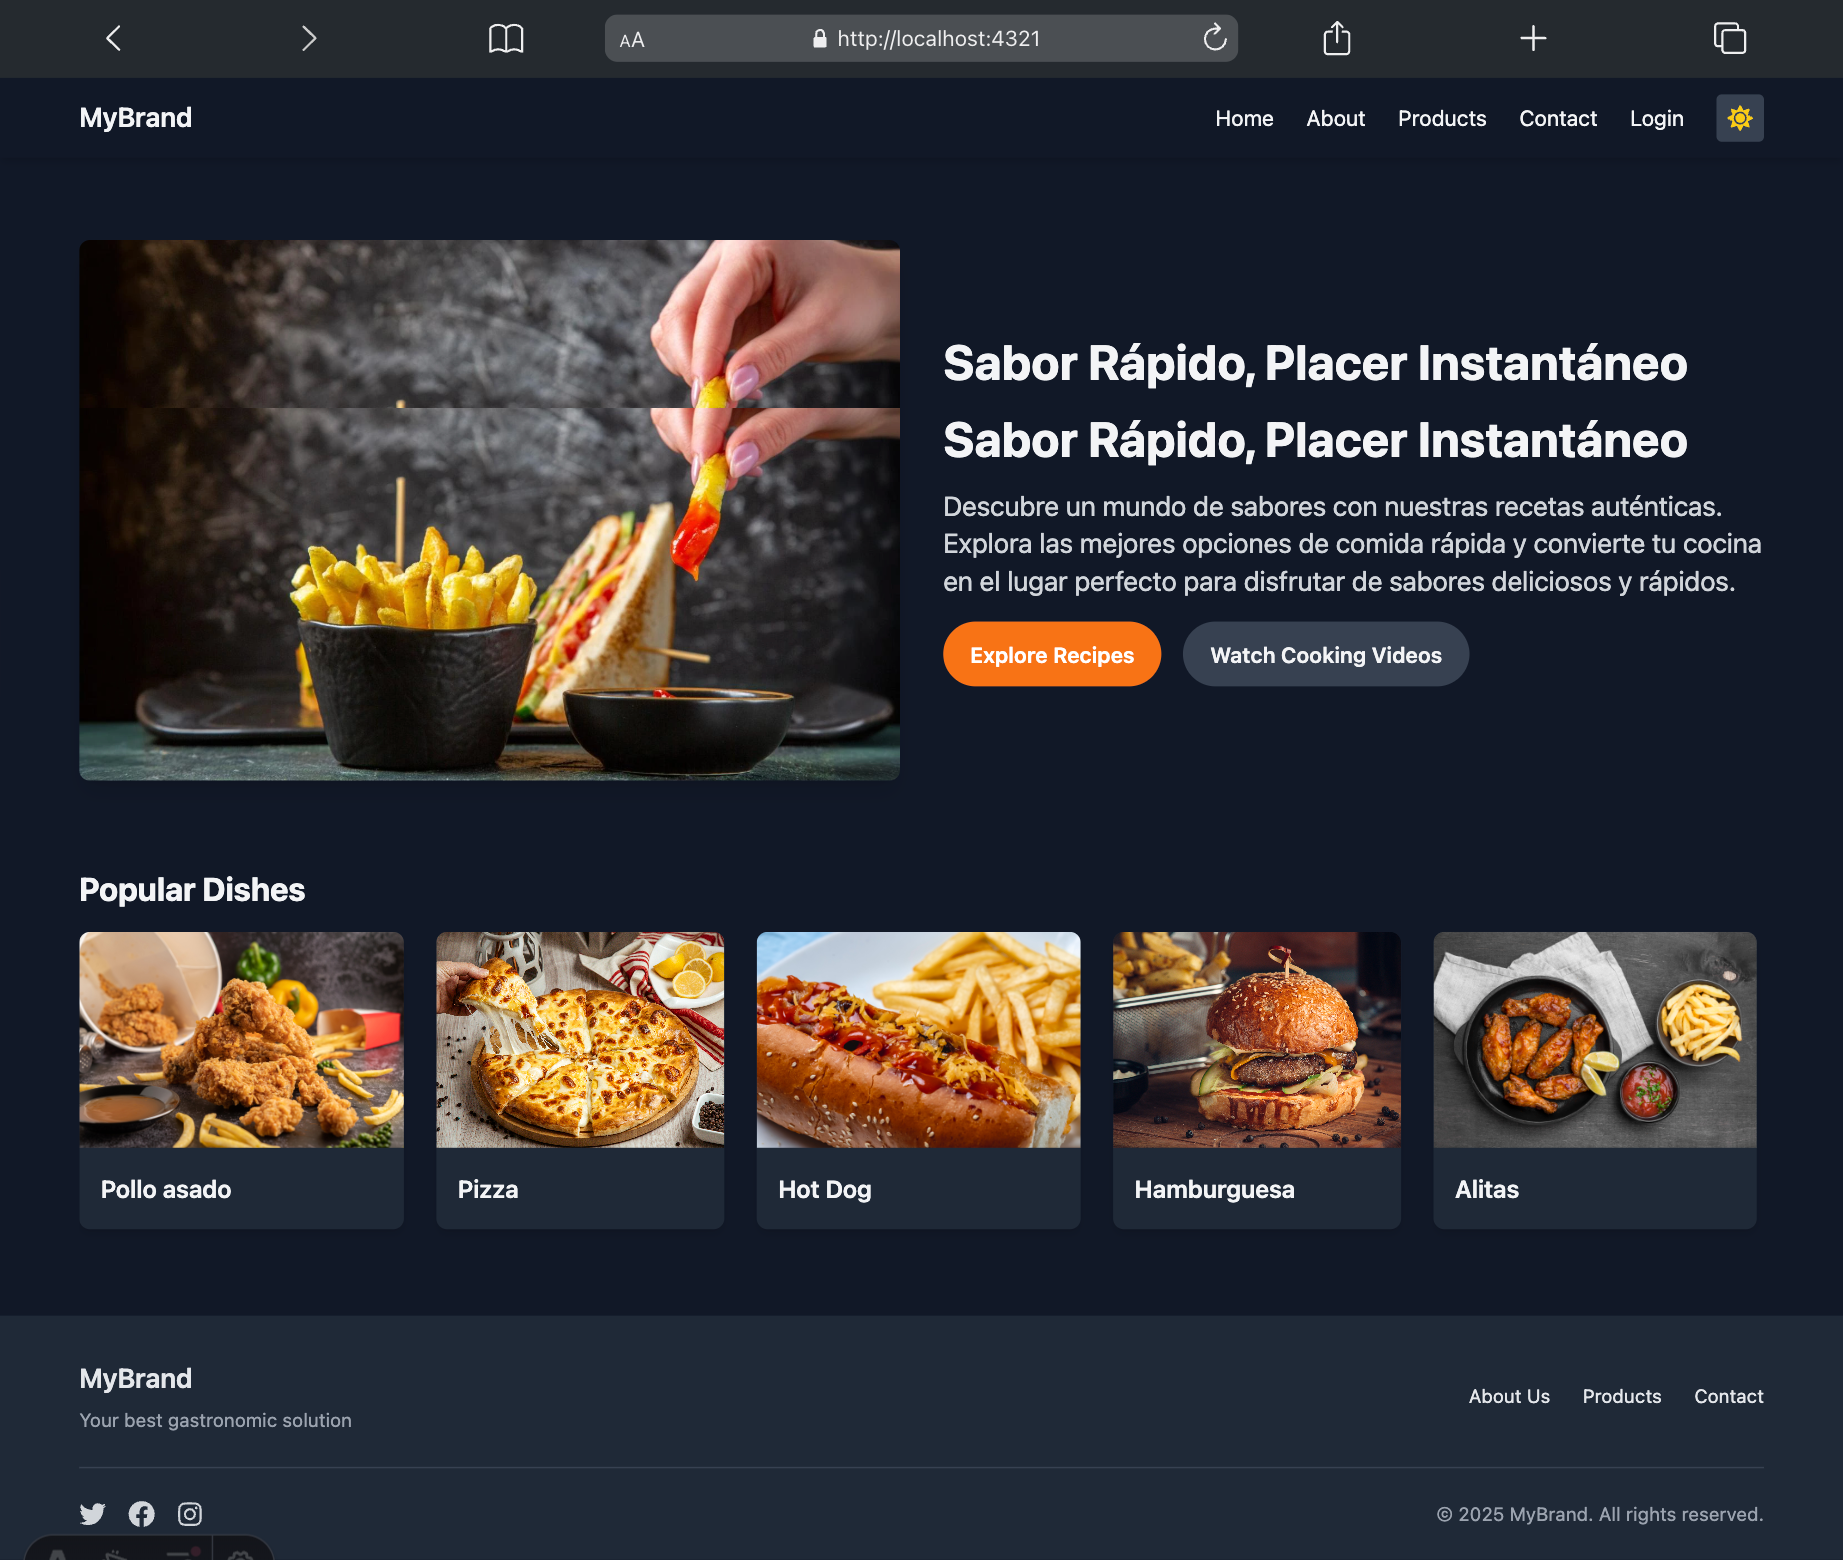 AA
http://localhost:4321
MyBrand
Home About Products Contact Login
Sabor Rápido, Placer Instantáneo
Sabor Rápido, Placer Instantáneo
Descubre un mundo de sabores con nuestras recetas auténticas.
Explora las mejores opciones de comida rápida y convierte tu cocina
en el lugar perfecto para disfrutar de sabores deliciosos y rápidos.
Explore Recipes Watch Cooking Videos
Popular Dishes
Pollo asado Pizza Hot Dog Hamburguesa Alitas
MyBrand
Your best gastronomic solution
About Us Products Contact
© 2025 MyBrand. All rights reserved.